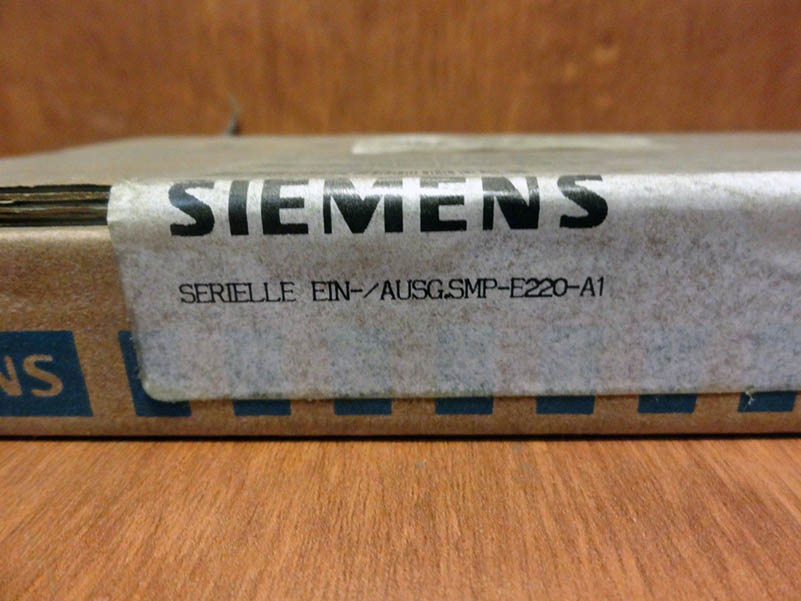 SIEMENS
SERIELLE EIN-/AUSG.SMP-E220-A1
NS